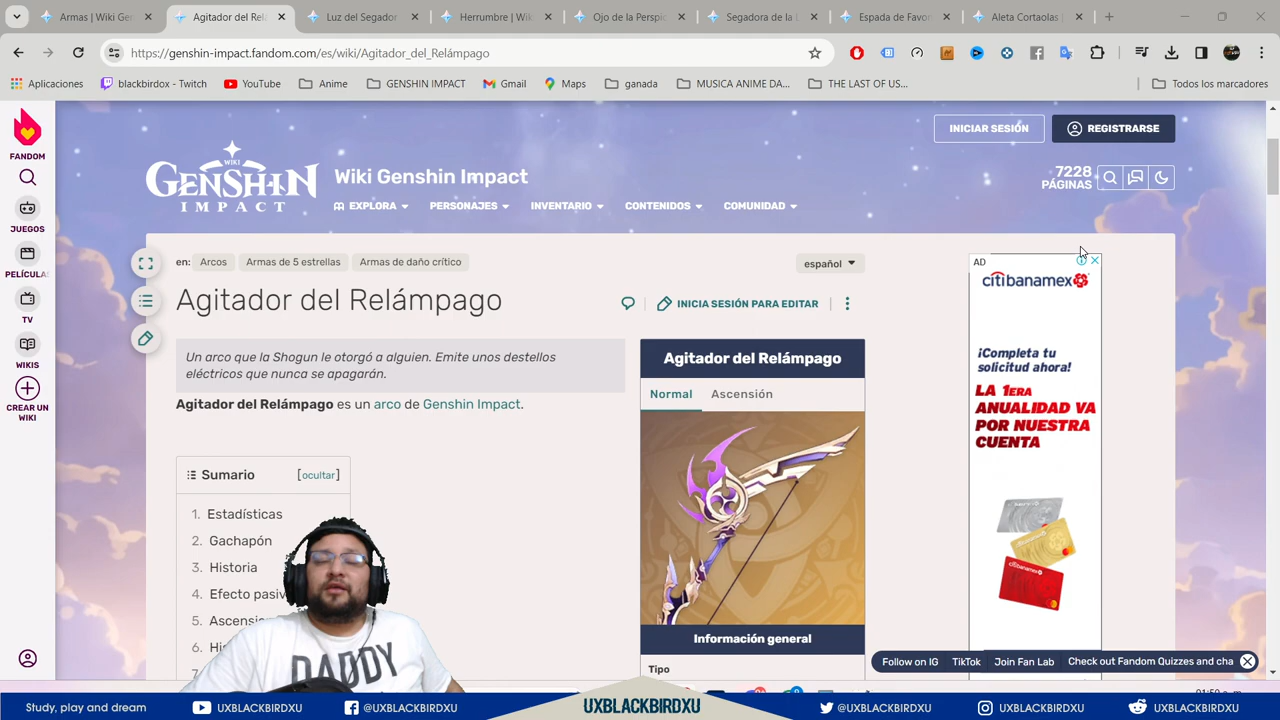 Armas | Wiki Gen
Agitador del Relá
Luz del Segador
Herrumbre | Wik
Ojo de la Perspic
Segadora de la L
Espada de Favor
Aleta Cortaolas |
https://genshin-impact.fandom.com/es/wiki/Agitador_del_Relámpago
Aplicaciones
blackbirdox - Twitch
YouTube
Anime
GENSHIN IMPACT
Gmail
Maps
ganada
MUSICA ANIME DA...
THE LAST OF US...
Todos los marcadores
FANDOM
JUEGOS
PELÍCULA
TV
WIKIS
CREAR UN
WIKI
INICIAR SESIÓN
REGISTRARSE
WIKI
GENSHIN
IMPACT
Wiki Genshin Impact
7228
PÁGINAS
EXPLORA
PERSONAJES
INVENTARIO
CONTENIDOS
COMUNIDAD
en: Arcos Armas de 5 estrellas Armas de daño crítico
español
Agitador del Relámpago
INICIA SESIÓN PARA EDITAR
Un arco que la Shogun le otorgó a alguien. Emite unos destellos
eléctricos que nunca se apagarán.
Agitador del Relámpago es un arco de Genshin Impact.
Sumario [ocultar]
1. Estadísticas
2. Gachapón
3. Historia
4. Efecto pasiv
5. Ascensi
6. His
Agitador del Relámpago
Normal Ascensión
Información general
Tipo
AD
citibanamex
¡Completa tu
solicitud ahora!
LA 1ERA
ANUALIDAD VA
POR NUESTRA
CUENTA
Follow on IG TikTok Join Fan Lab Check out Fandom Quizzes and cha
DADDY
Study, play and dream
UXBLACKBIRDXU
@UXBLACKBIRDXU
UXBLACKBIRDXU
@UXBLACKBIRDXU
UXBLACKBIRDXU
UXBLACKBIRDXU